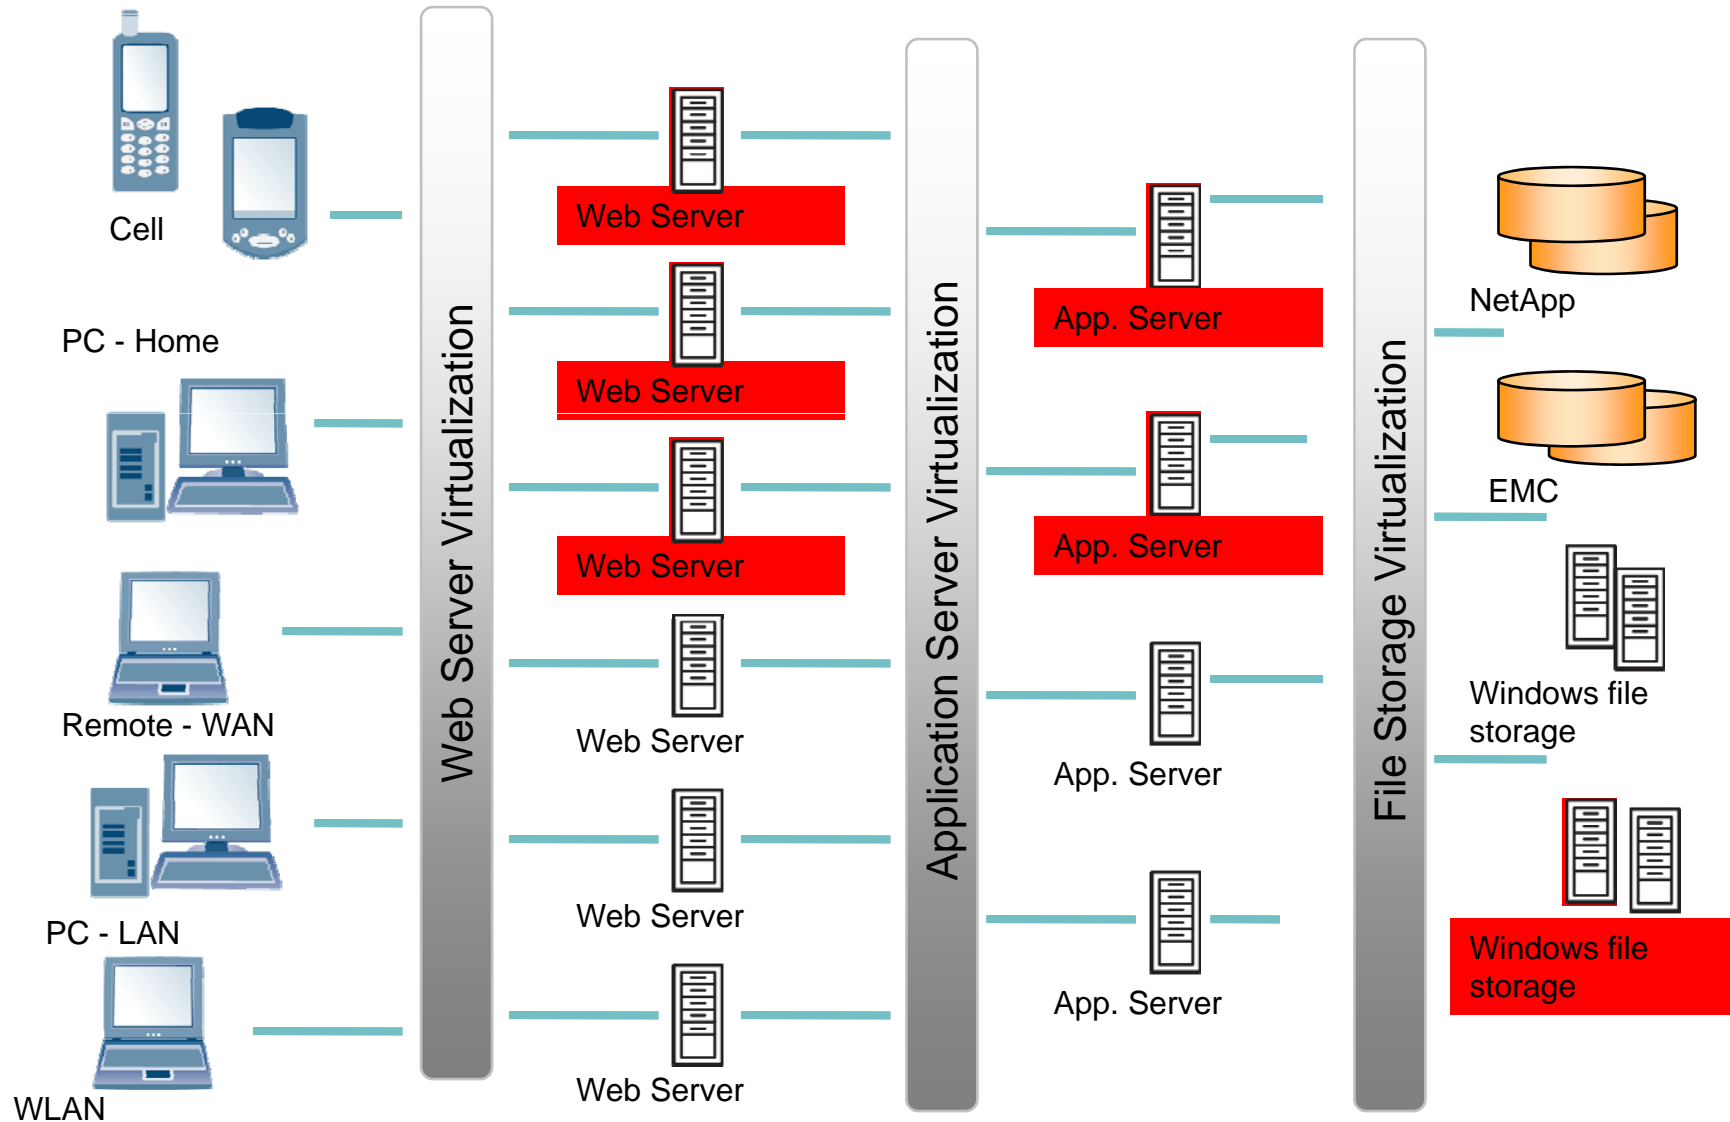 Cell
PC - Home
Remote - WAN
PC - LAN
WLAN
Web Server Virtualization
Web Server
Web Server
Web Server
Web Server
Web Server
Web Server
Application Server Virtualization
App. Server
App. Server
App. Server
App. Server
File Storage Virtualization
NetApp
EMC
Windows file
storage
Windows file
storage